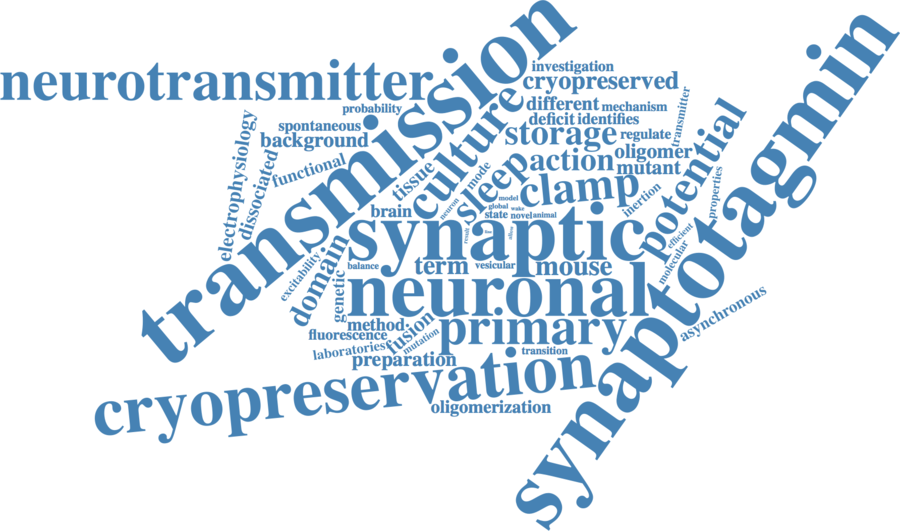 synaptotagmin
transmission
neurotransmitter
investigation
cryopreserved
probability
different
mechanism
deficit
identifies
transmitter
spontaneous
background
storage
regulate
electrophysiology
dissociated
functional
tissue
culture
mode
sleep
action
oligomer
mutant
potential
clamp
properties
inertion
brain
neuron
model
global
wake
state
novel
animal
synaptic
efficient
molecular
excitability
domain
balance
term
vesicular
mouse
genetic
neuronal
asynchronous
method
fusion
fluorescence
mutation
primary
laboratories
preparation
transition
cryopreservation
oligomerization